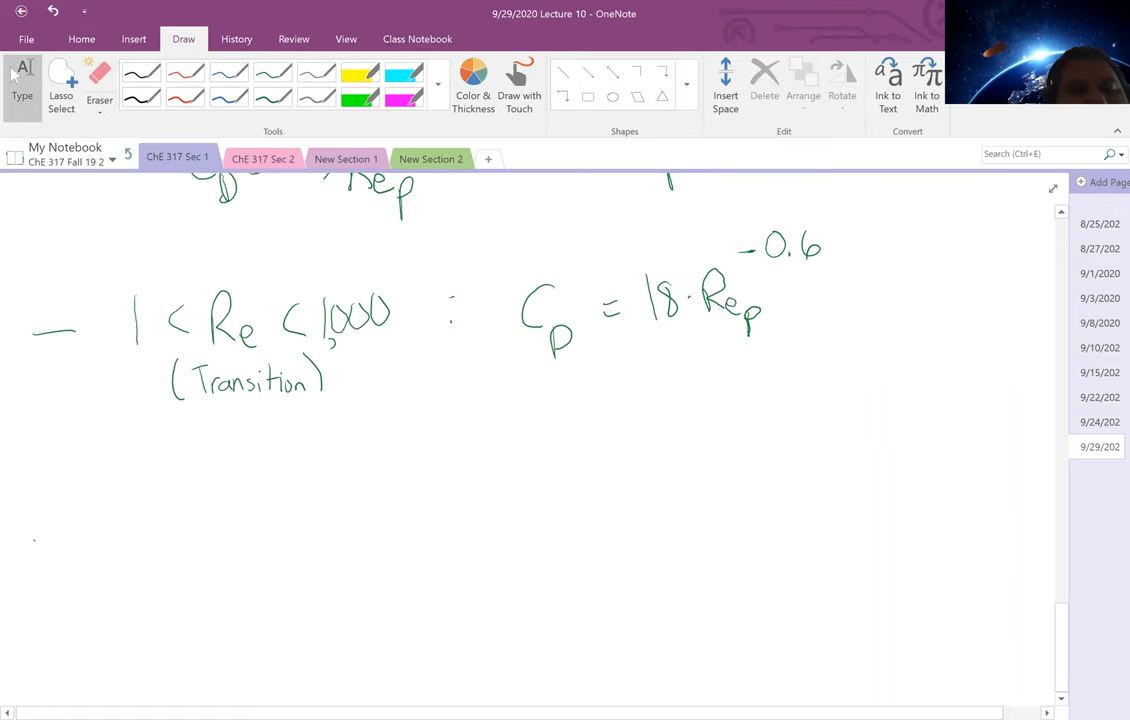 9/29/2020 Lecture 10 - OneNote
File Home Insert Draw History Review View Class Notebook
Type
Lasso Select
Eraser
Color & Thickness
Draw with Touch
Insert Space
Delete
Arrange
Rotate
Ink to Text
Ink to Math
Tools
Shapes
Edit
Convert
My Notebook
ChE 317 Fall 19 2
ChE 317 Sec 1
ChE 317 Sec 2
New Section 1
New Section 2
+
Search (Ctrl+E)
Add Page
8/25/202
8/27/202
9/1/2020
9/3/2020
9/8/2020
9/10/202
9/15/202
9/22/202
9/24/202
9/29/202
Re_p
— 1 < Re < 1,000 : C_p = 18 · Re_p^-0.6
(Transition)